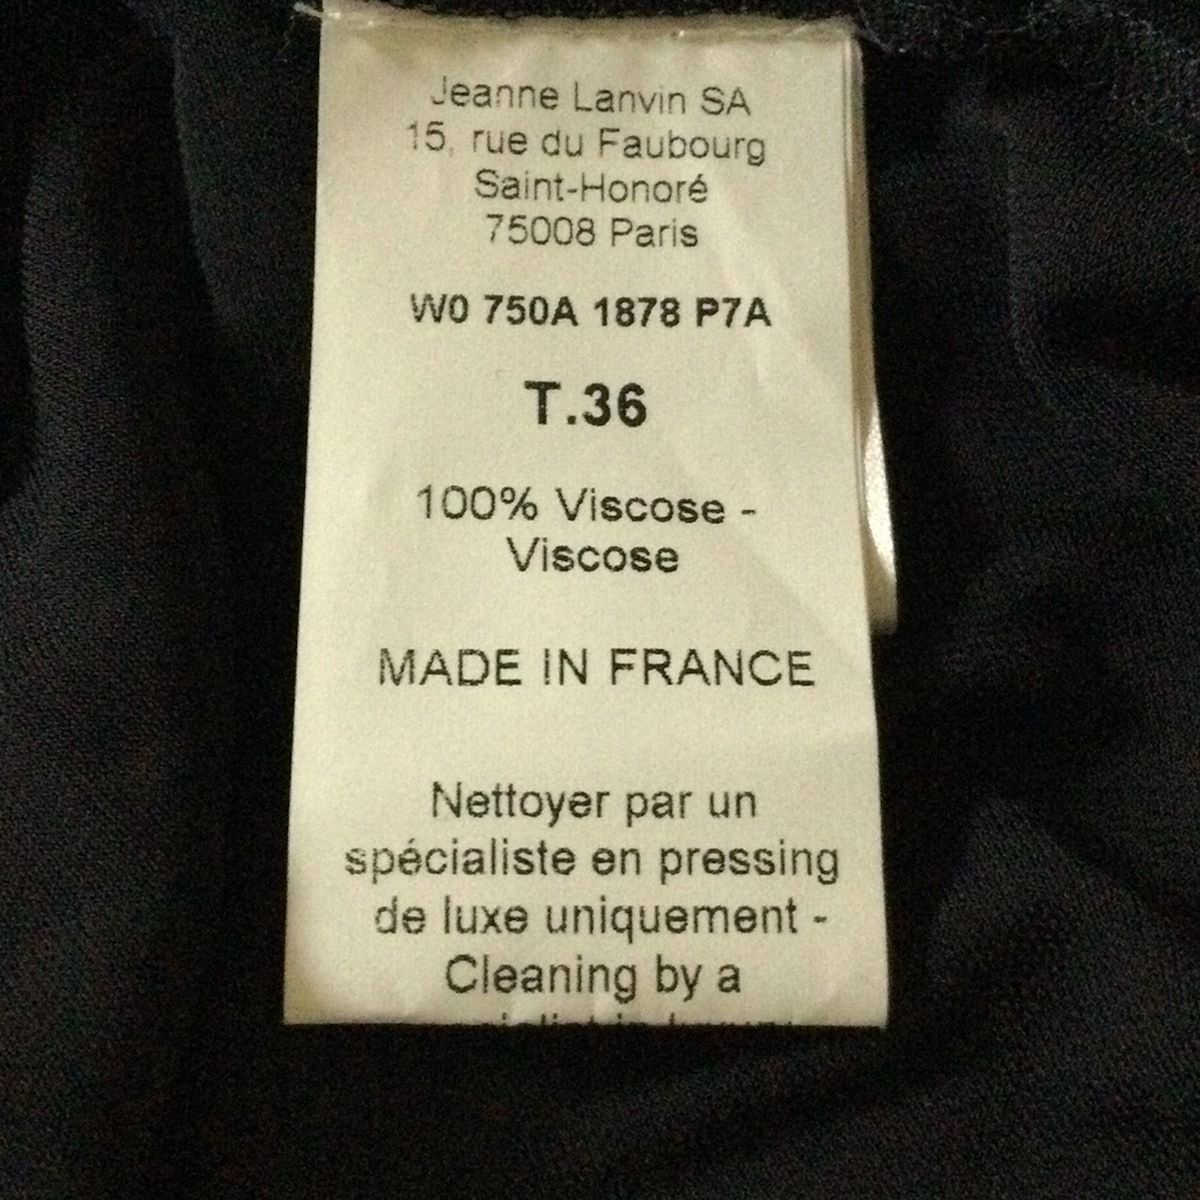 Jeanne Lanvin SA
15, rue du Faubourg
Saint-Honoré
75008 Paris
W0 750A 1878 P7A
T.36
100% Viscose -
Viscose
MADE IN FRANCE
Nettoyer par un
spécialiste en pressing
de luxe uniquement -
Cleaning by a